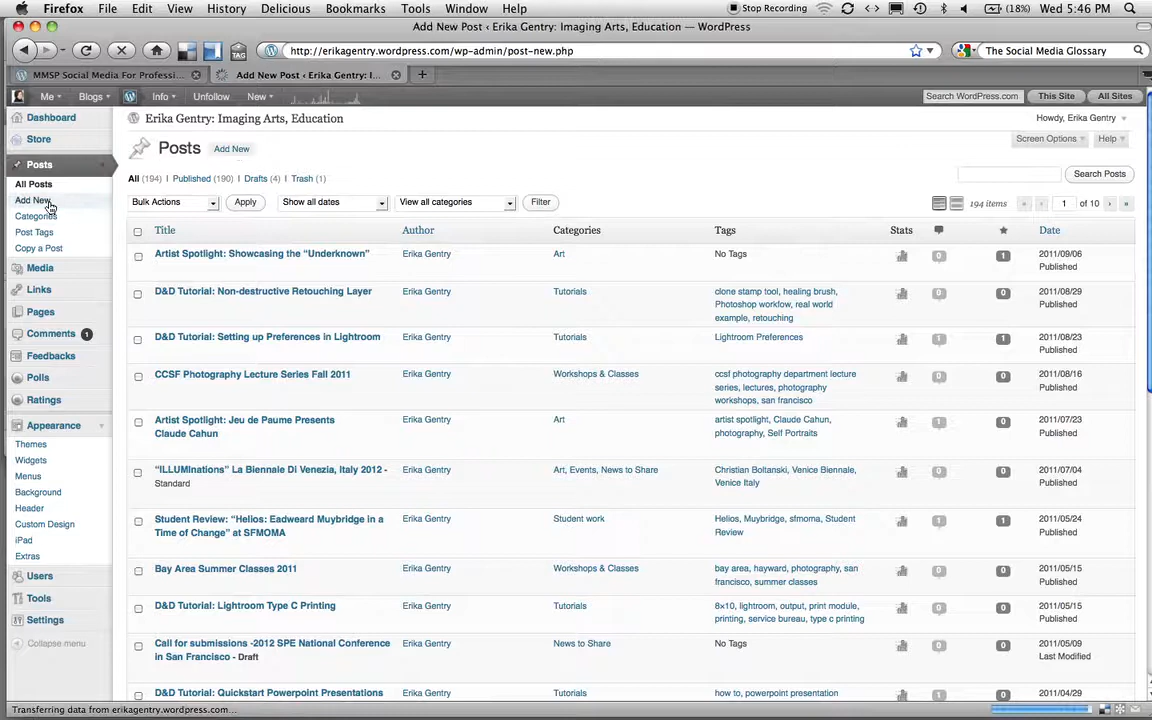 Firefox File Edit View History Delicious Bookmarks Tools Window Help Stop Recording (18%) Wed 5:46 PM
Add New Post ‹ Erika Gentry: Imaging Arts, Education — WordPress
http://erikagentry.wordpress.com/wp-admin/post-new.php The Social Media Glossary
TAG
MMSP Social Media For Professi... Add New Post ‹ Erika Gentry: I...
Me Blogs Info Unfollow New Search WordPress.com This Site All Sites
Dashboard
Store
Posts
All Posts
Add New
Categories
Post Tags
Copy a Post
Media
Links
Pages
Comments 1
Feedbacks
Polls
Ratings
Appearance
Themes
Widgets
Menus
Background
Header
Custom Design
iPad
Extras
Users
Tools
Settings
Collapse menu
Erika Gentry: Imaging Arts, Education Howdy, Erika Gentry
Posts Add New Screen Options Help
All (194) | Published (190) | Drafts (4) | Trash (1) Search Posts
Bulk Actions Apply Show all dates View all categories Filter 194 items « ‹ 1 of 10 › »
Title Author Categories Tags Stats Date
Artist Spotlight: Showcasing the “Underknown” Erika Gentry Art No Tags 0 1 2011/09/06
Published
D&D Tutorial: Non-destructive Retouching Layer Erika Gentry Tutorials clone stamp tool, healing brush, 0 0 2011/08/29
Photoshop workfow, real world Published
example, retouching
D&D Tutorial: Setting up Preferences in Lightroom Erika Gentry Tutorials Lightroom Preferences 1 1 2011/08/23
Published
CCSF Photography Lecture Series Fall 2011 Erika Gentry Workshops & Classes ccsf photography department lecture 0 0 2011/08/16
series, lectures, photography Published
workshops, san francisco
Artist Spotlight: Jeu de Paume Presents Erika Gentry Art artist spotlight, Claude Cahun, 1 0 2011/07/23
Claude Cahun photography, Self Portraits Published
“ILLUMInations” La Biennale Di Venezia, Italy 2012 - Erika Gentry Art, Events, News to Share Christian Boltanski, Venice Biennale, 0 0 2011/07/04
Standard Venice Italy Published
Student Review: “Helios: Eadweard Muybridge in a Erika Gentry Student work Helios, Muybridge, sfmoma, Student 1 1 2011/05/24
Time of Change” at SFMOMA Review Published
Bay Area Summer Classes 2011 Erika Gentry Workshops & Classes bay area, hayward, photography, san 0 0 2011/05/15
francisco, summer classes Published
D&D Tutorial: Lightroom Type C Printing Erika Gentry Tutorials 8×10, lightroom, output, print module, 0 0 2011/05/15
printing, service bureau, type c printing Published
Call for submissions -2012 SPE National Conference Erika Gentry News to Share No Tags 0 0 2011/05/09
in San Francisco - Draft Last Modified
D&D Tutorial: Quickstart Powerpoint Presentations Erika Gentry Tutorials how to, powerpoint presentation 1 0 2011/04/29
Transferring data from erikagentry.wordpress.com...